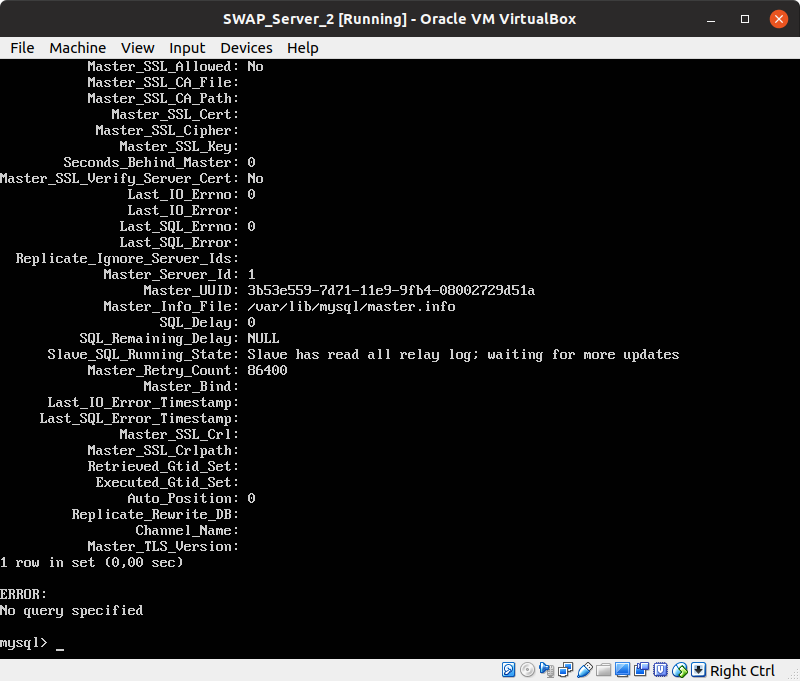 SWAP_Server_2 [Running] - Oracle VM VirtualBox
File Machine View Input Devices Help
Master_SSL_Allowed: No
Master_SSL_CA_File:
Master_SSL_CA_Path:
Master_SSL_Cert:
Master_SSL_Cipher:
Master_SSL_Key:
Seconds_Behind_Master: 0
Master_SSL_Verify_Server_Cert: No
Last_IO_Errno: 0
Last_IO_Error:
Last_SQL_Errno: 0
Last_SQL_Error:
Replicate_Ignore_Server_Ids:
Master_Server_Id: 1
Master_UUID: 3b53e559-7d71-11e9-9fb4-08002729d51a
Master_Info_File: /var/lib/mysql/master.info
SQL_Delay: 0
SQL_Remaining_Delay: NULL
Slave_SQL_Running_State: Slave has read all relay log; waiting for more updates
Master_Retry_Count: 86400
Master_Bind:
Last_IO_Error_Timestamp:
Last_SQL_Error_Timestamp:
Master_SSL_Crl:
Master_SSL_Crlpath:
Retrieved_Gtid_Set:
Executed_Gtid_Set:
Auto_Position: 0
Replicate_Rewrite_DB:
Channel_Name:
Master_TLS_Version:
1 row in set (0,00 sec)
ERROR:
No query specified
mysql> _
Right Ctrl